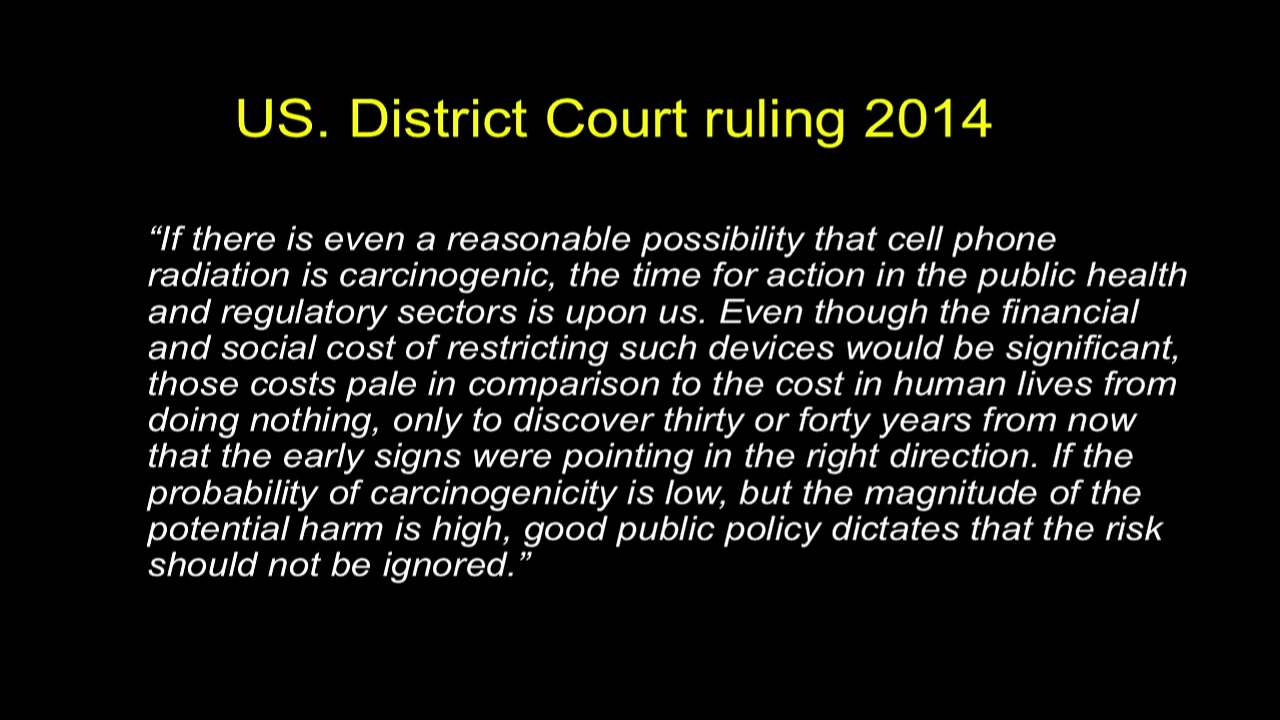 US. District Court ruling 2014
“If there is even a reasonable possibility that cell phone
radiation is carcinogenic, the time for action in the public health
and regulatory sectors is upon us. Even though the financial
and social cost of restricting such devices would be significant,
those costs pale in comparison to the cost in human lives from
doing nothing, only to discover thirty or forty years from now
that the early signs were pointing in the right direction. If the
probability of carcinogenicity is low, but the magnitude of the
potential harm is high, good public policy dictates that the risk
should not be ignored.”